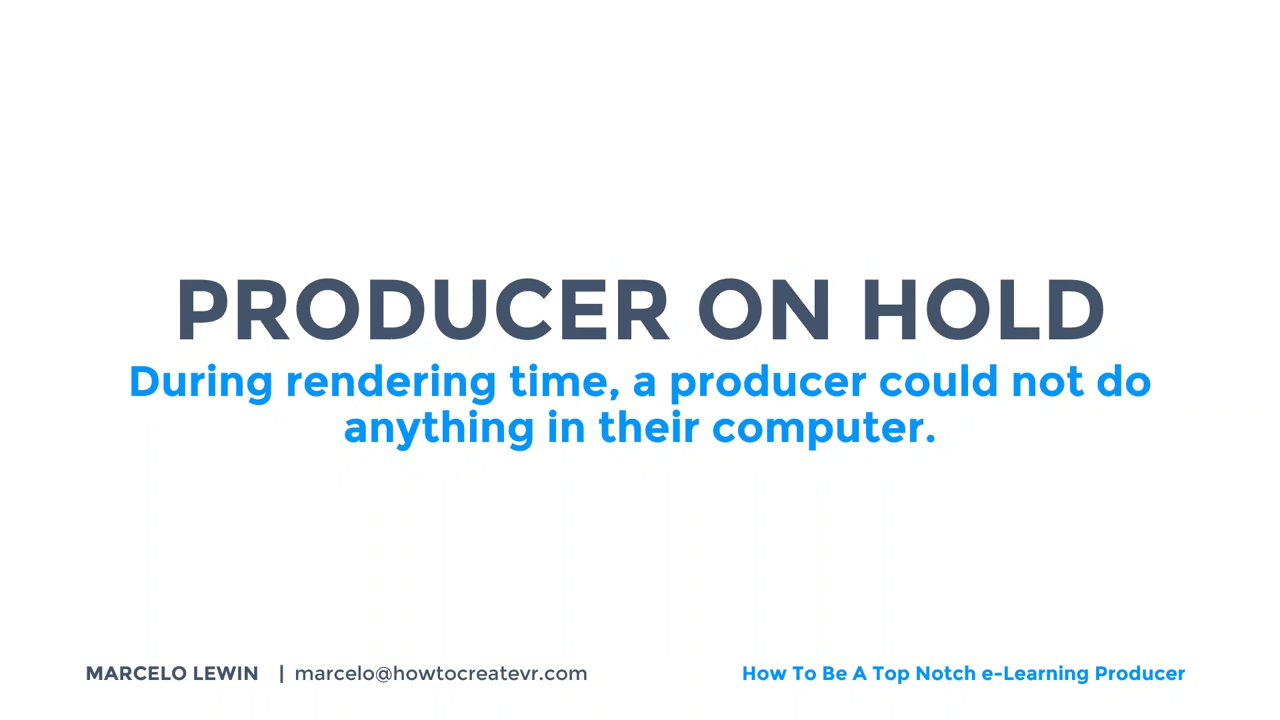 PRODUCER ON HOLD
During rendering time, a producer could not do
anything in their computer.
MARCELO LEWIN | marcelo@howtocreatevr.com
How To Be A Top Notch e-Learning Producer